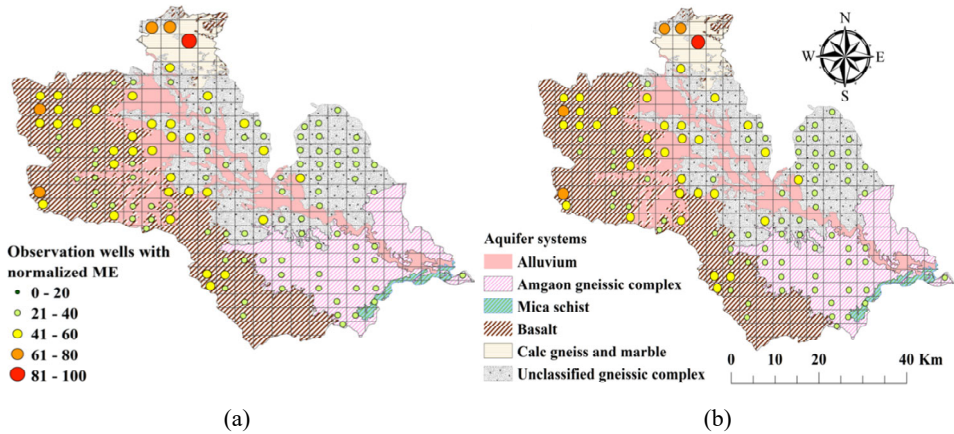 N
W E
S
Observation wells with
normalized ME
0 - 20
21 - 40
41 - 60
61 - 80
81 - 100
Aquifer systems
Alluvium
Amgaon gneissic complex
Mica schist
Basalt
Calc gneiss and marble
Unclassified gneissic complex
0 10 20 40 Km
(a)
(b)